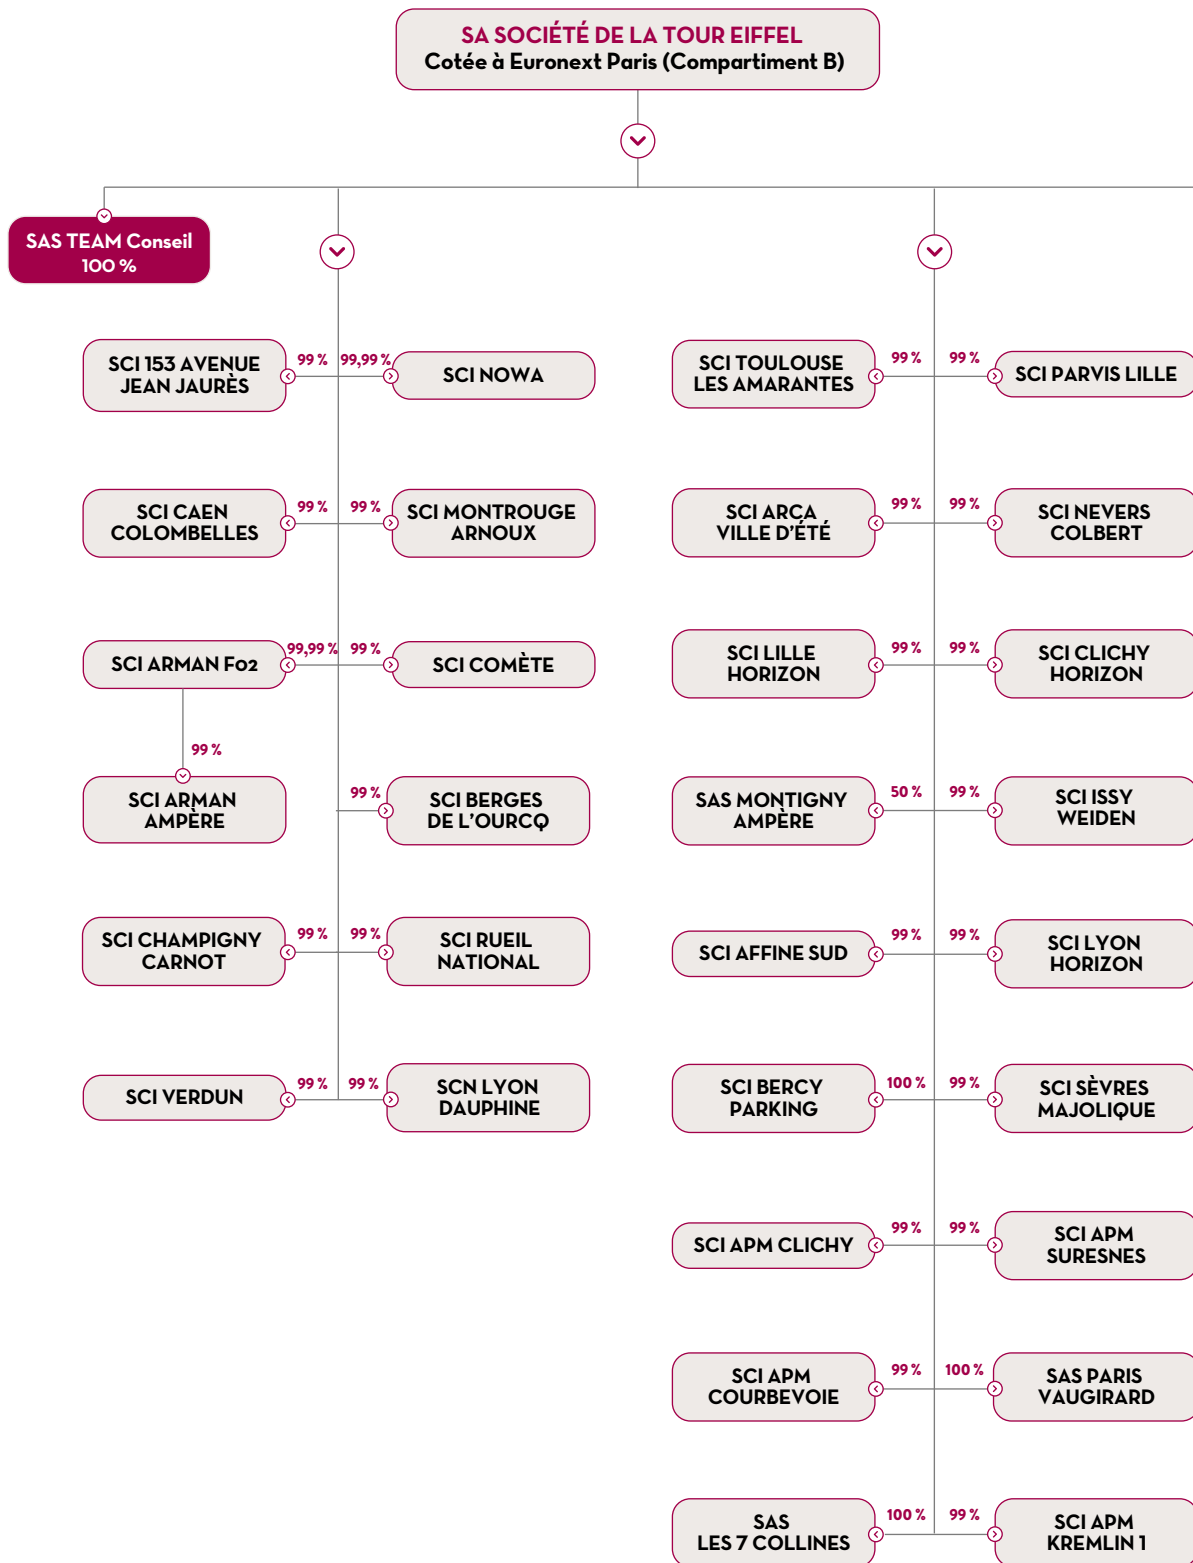 SA SOCIÉTÉ DE LA TOUR EIFFEL
Cotée à Euronext Paris (Compartiment B)
SAS TEAM Conseil
100 %
SCI 153 AVENUE
JEAN JAURÈS
99 %
99,99 %
SCI NOWA
SCI CAEN
COLOMBELLES
99 %
99 %
SCI MONTROUGE
ARNOUX
SCI ARMAN F02
99,99 %
99 %
SCI COMÈTE
99 %
SCI ARMAN
AMPÈRE
99 %
SCI BERGES
DE L'OURCQ
SCI CHAMPIGNY
CARNOT
99 %
99 %
SCI RUEIL
NATIONAL
SCI VERDUN
99 %
99 %
SCN LYON
DAUPHINE
SCI TOULOUSE
LES AMARANTES
99 %
99 %
SCI PARVIS LILLE
SCI ARCA
VILLE D'ÉTÉ
99 %
99 %
SCI NEVERS
COLBERT
SCI LILLE
HORIZON
99 %
99 %
SCI CLICHY
HORIZON
SAS MONTIGNY
AMPÈRE
50 %
99 %
SCI ISSY
WEIDEN
SCI AFFINE SUD
99 %
99 %
SCI LYON
HORIZON
SCI BERCY
PARKING
100 %
99 %
SCI SÈVRES
MAJOLIQUE
SCI APM CLICHY
99 %
99 %
SCI APM
SURESNES
SCI APM
COURBEVOIE
99 %
100 %
SAS PARIS
VAUGIRARD
SAS
LES 7 COLLINES
100 %
99 %
SCI APM
KREMLIN 1